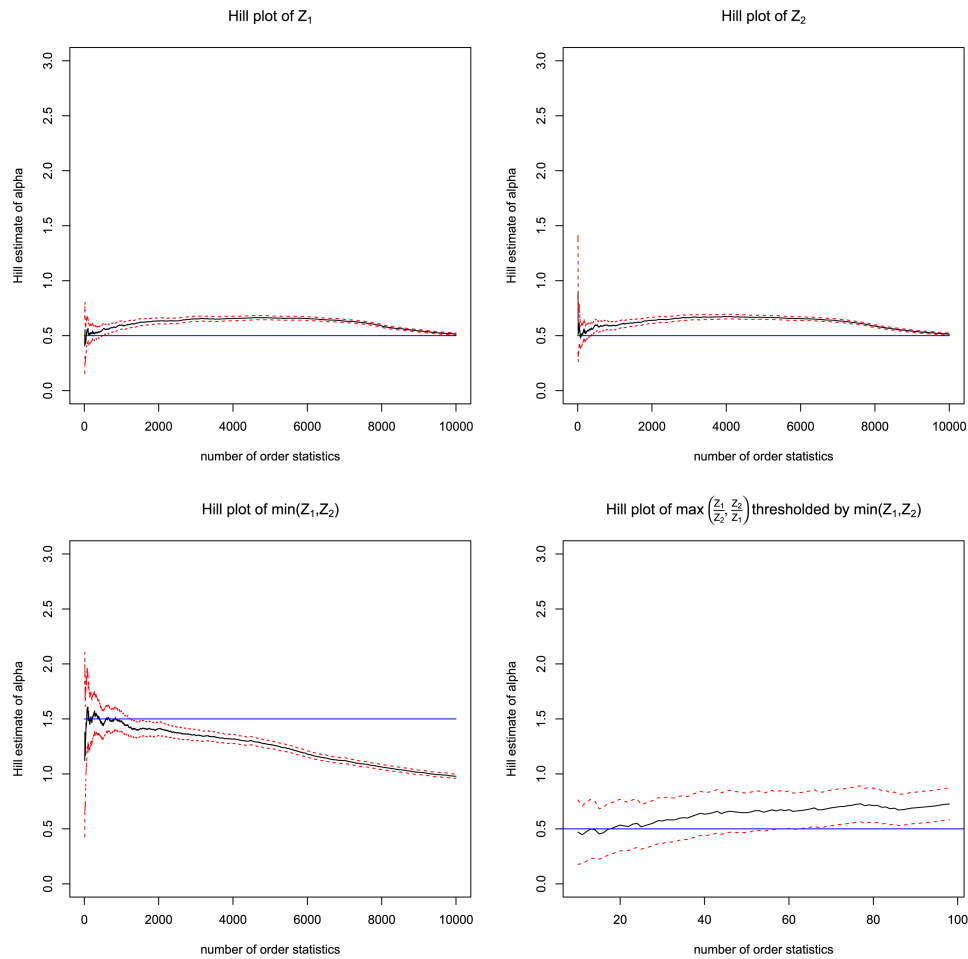 Hill plot of Z₁
Hill estimate of alpha
3.0
2.5
2.0
1.5
1.0
0.5
0.0
0 2000 4000 6000 8000 10000
number of order statistics
Hill plot of Z₂
Hill estimate of alpha
3.0
2.5
2.0
1.5
1.0
0.5
0.0
0 2000 4000 6000 8000 10000
number of order statistics
Hill plot of min(Z₁,Z₂)
Hill estimate of alpha
3.0
2.5
2.0
1.5
1.0
0.5
0.0
0 2000 4000 6000 8000 10000
number of order statistics
Hill plot of max (Z₁/Z₂, Z₂/Z₁) thresholded by min(Z₁,Z₂)
Hill estimate of alpha
3.0
2.5
2.0
1.5
1.0
0.5
0.0
20 40 60 80 100
number of order statistics